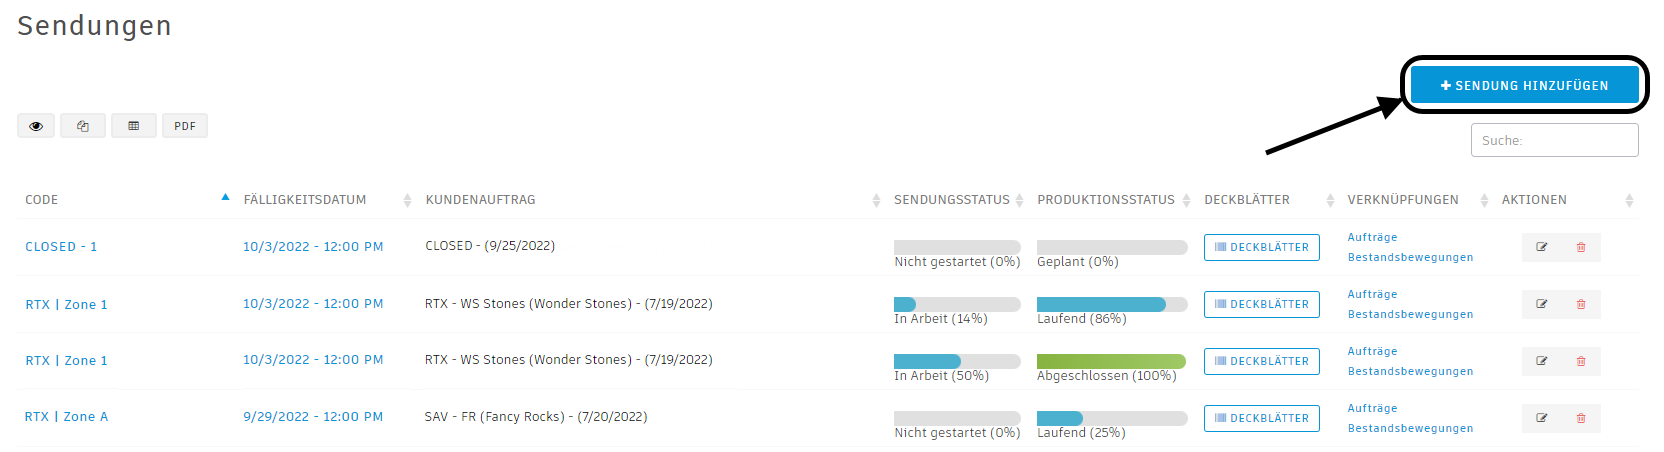 Sendungen
SENDUNG HINZUFÜGEN
PDF
Suche:
CODE FÄLLIGKEITSDATUM KUNDENAUFTRAG SENDUNGSSTATUS PRODUKTIONSSTATUS DECKBLÄTTER VERKNÜPFUNGEN AKTIONEN
CLOSED - 1 10/3/2022 - 12:00 PM CLOSED - (9/25/2022) DECKBLÄTTER Aufträge
Nicht gestartet (0%) Geplant (0%) Bestandsbewegungen
RTX | Zone 1 10/3/2022 - 12:00 PM RTX - WS Stones (Wonder Stones) - (7/19/2022) DECKBLÄTTER Aufträge
In Arbeit (14%) Laufend (86%) Bestandsbewegungen
RTX | Zone 1 10/3/2022 - 12:00 PM RTX - WS Stones (Wonder Stones) - (7/19/2022) DECKBLÄTTER Aufträge
In Arbeit (50%) Abgeschlossen (100%) Bestandsbewegungen
RTX | Zone A 9/29/2022 - 12:00 PM SAV - FR (Fancy Rocks) - (7/20/2022) DECKBLÄTTER Aufträge
Nicht gestartet (0%) Laufend (25%) Bestandsbewegungen